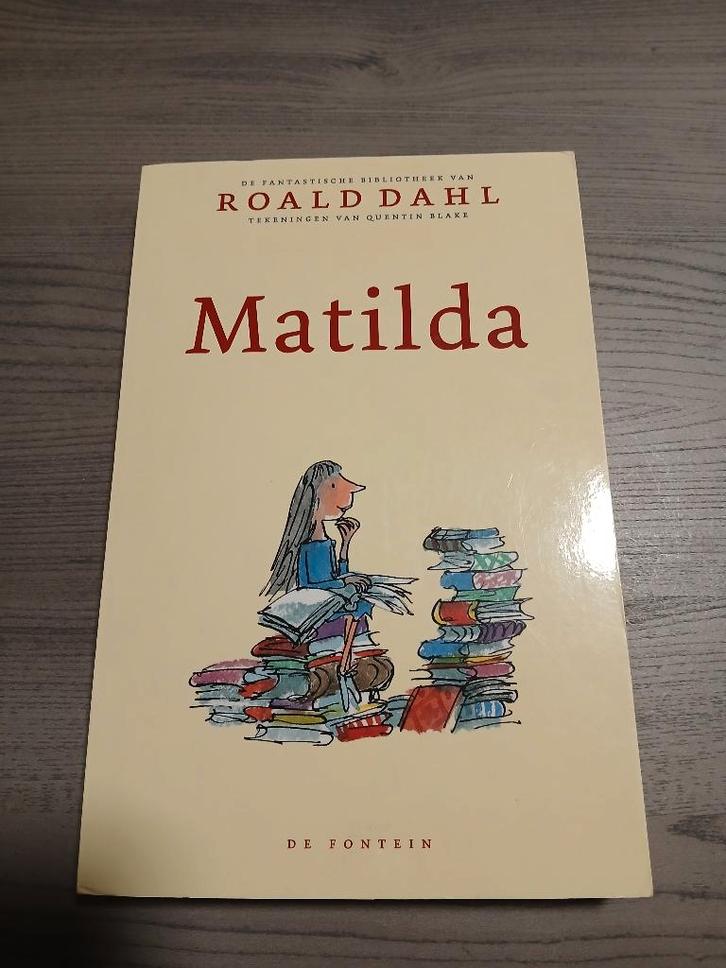 DE FANTASTISCHE BIBLIOTHEEK VAN
ROALD DAHL
TEKENINGEN VAN QUENTIN BLAKE
Matilda
DE FONTEIN